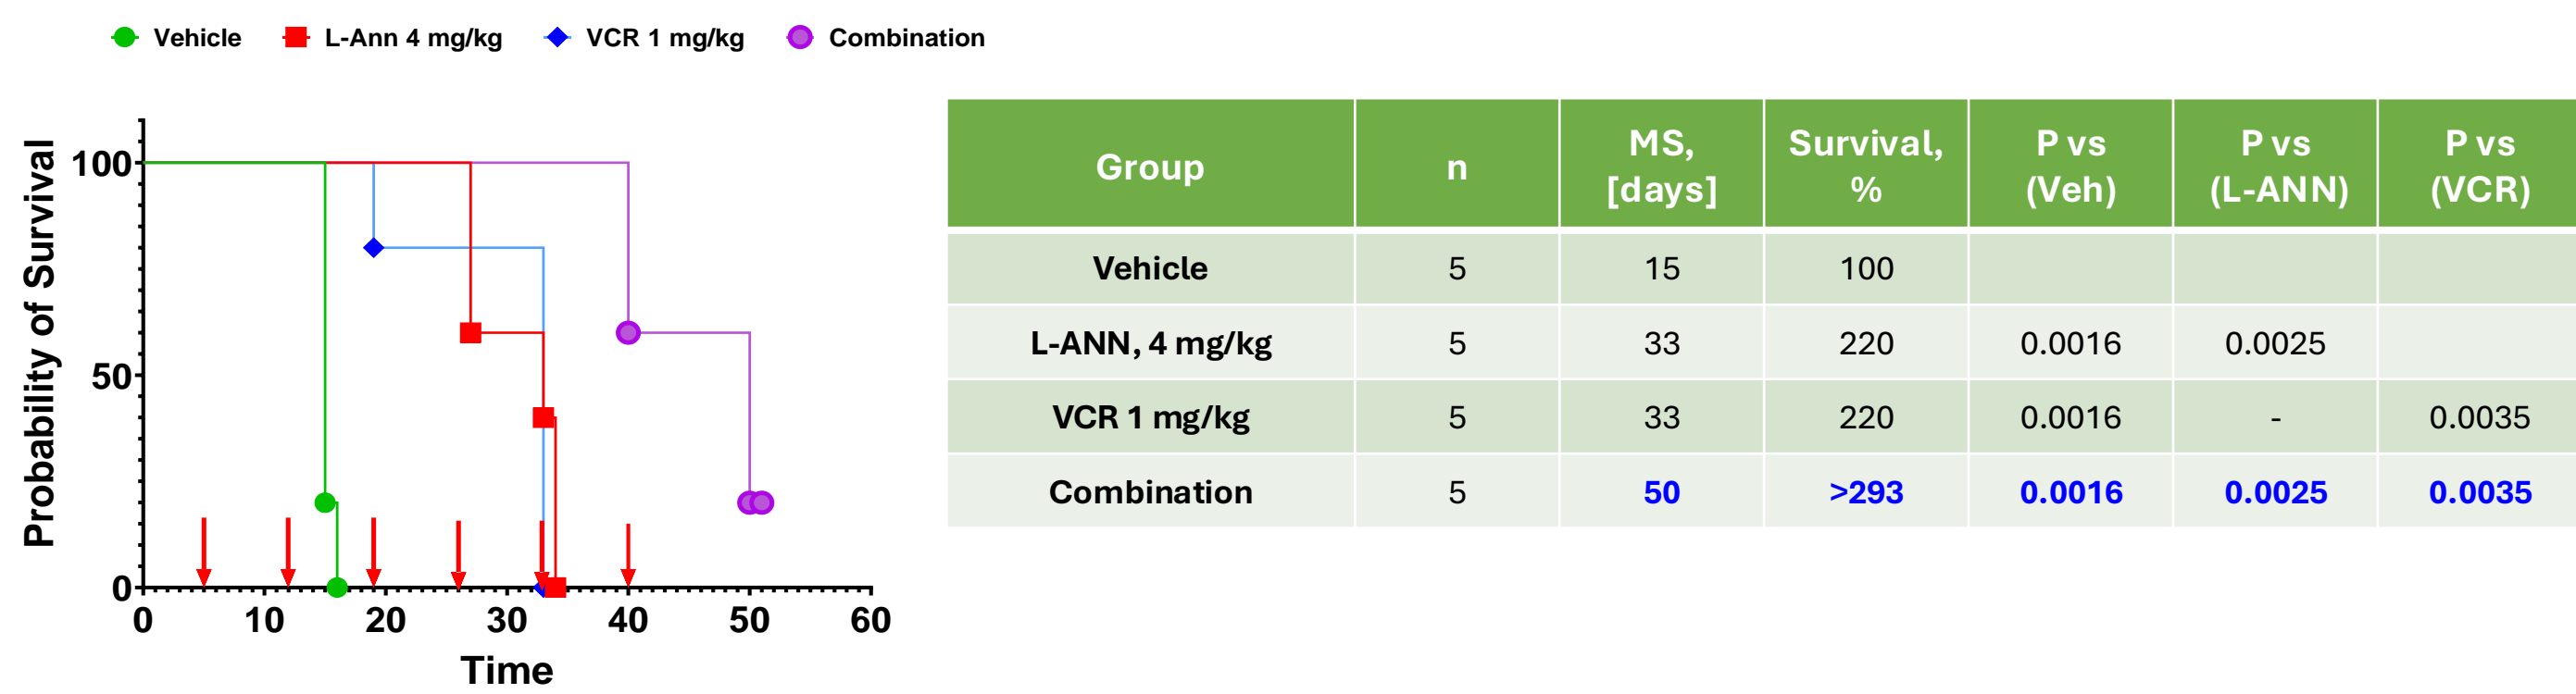 Vehicle L-Ann 4 mg/kg VCR 1 mg/kg Combination
Probability of Survival
100
50
0
0 10 20 30 40 50 60
Time
Group n MS, [days] Survival, % P vs (Veh) P vs (L-ANN) P vs (VCR)
Vehicle 5 15 100
L-ANN, 4 mg/kg 5 33 220 0.0016 0.0025
VCR 1 mg/kg 5 33 220 0.0016 - 0.0035
Combination 5 50 >293 0.0016 0.0025 0.0035